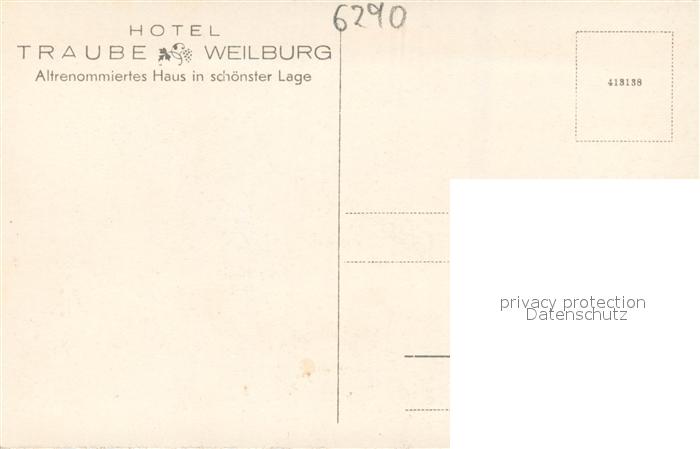 6290
HOTEL
TRAUBE WEILBURG
Altrenommiertes Haus in schönster Lage
413138
privacy protection
Datenschutz